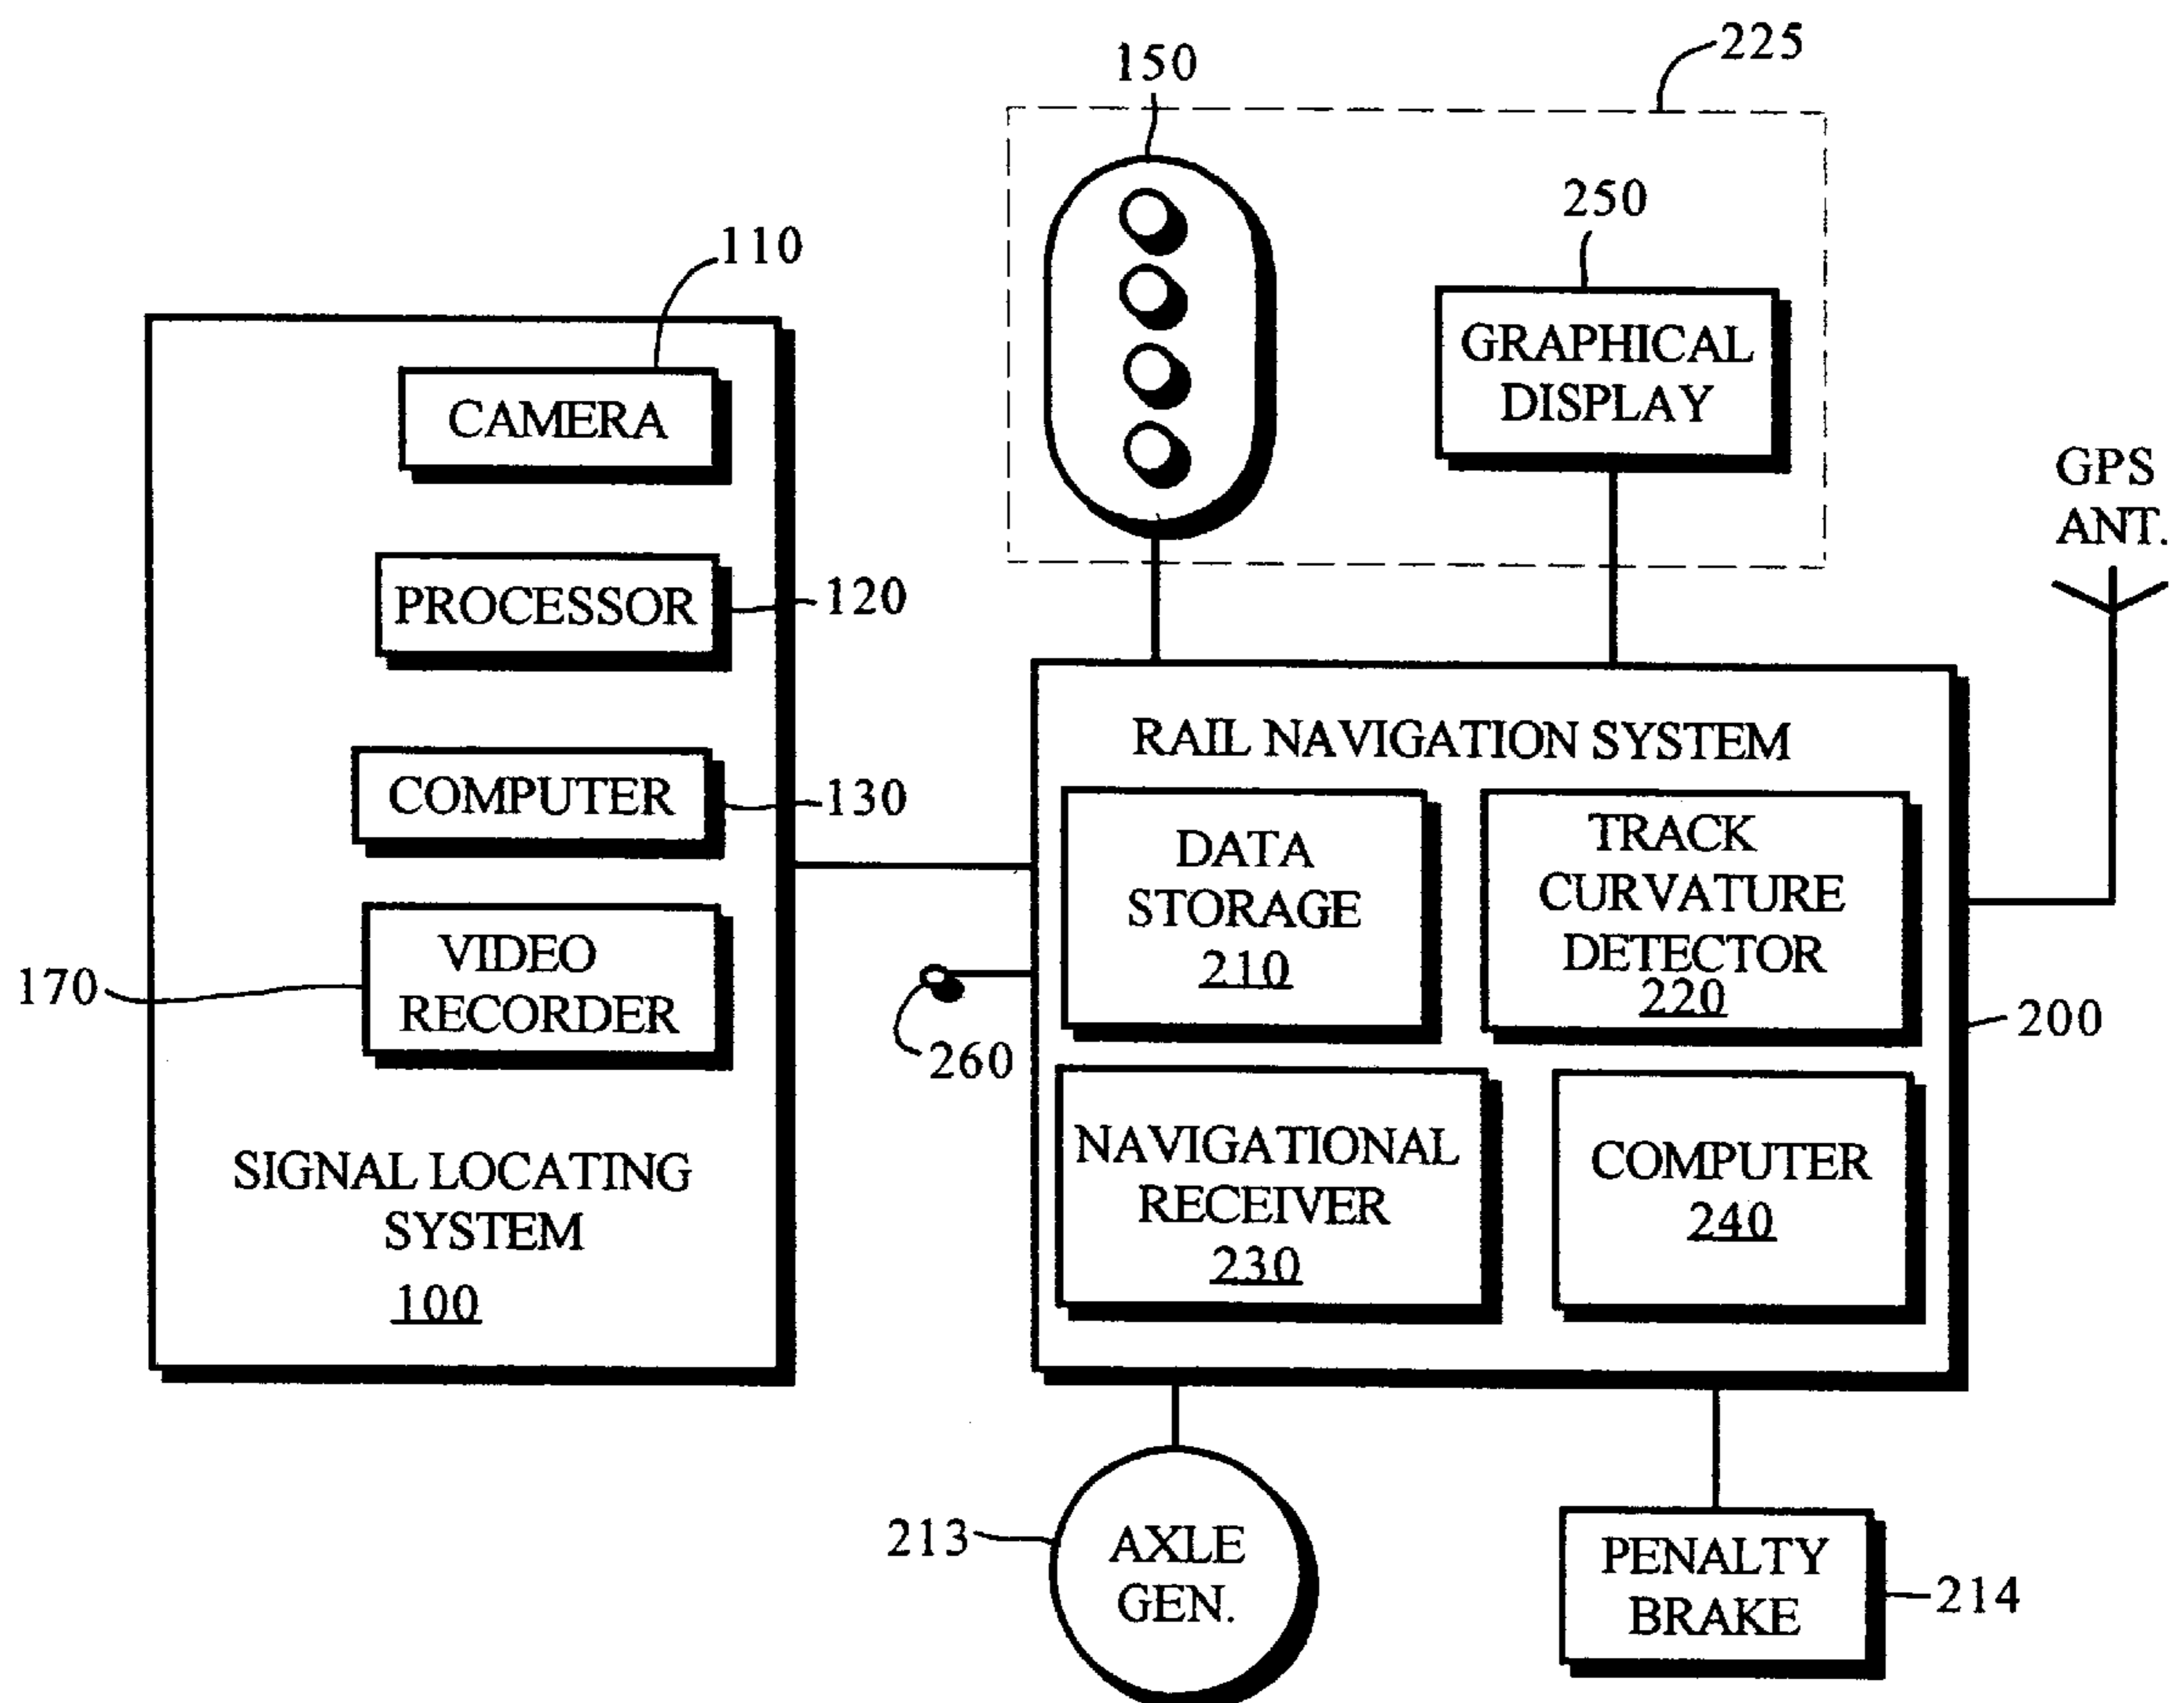 225
150
250
110
GRAPHICAL
DISPLAY
CAMERA
GPS
ANT.
PROCESSOR
120
RAIL NAVIGATION SYSTEM
COMPUTER
130
DATA
STORAGE
210
TRACK
CURVATURE
DETECTOR
220
VIDEO
RECORDER
170
260
200
NAVIGATIONAL
RECEIVER
230
COMPUTER
240
SIGNAL LOCATING
SYSTEM
100
213
AXLE
GEN.
PENALTY
BRAKE
214